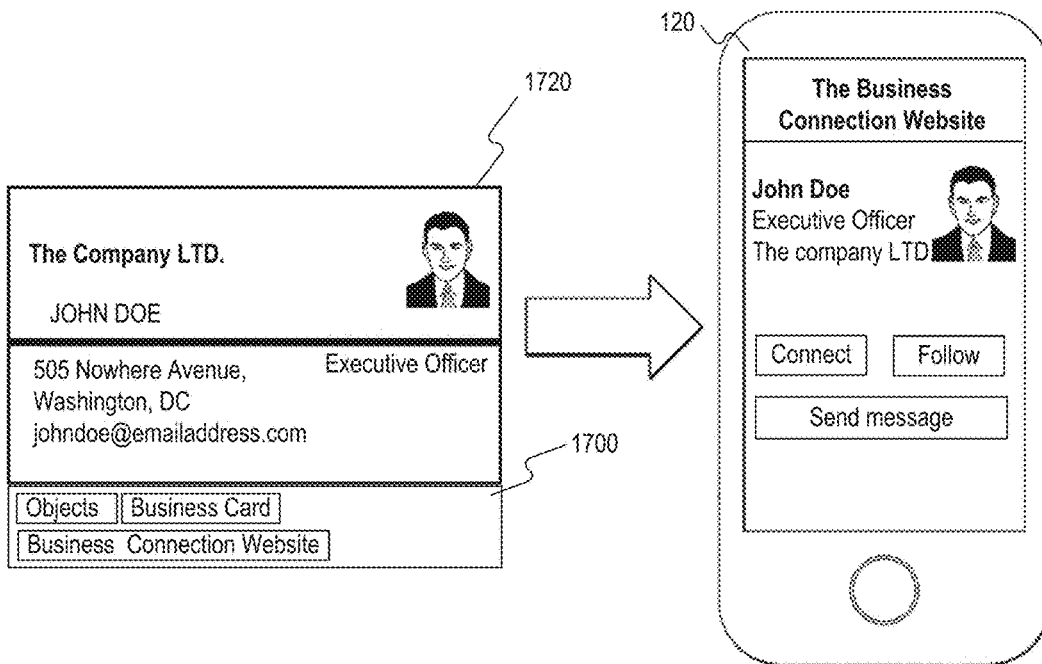 1720
The Company LTD.
JOHN DOE
Executive Officer
505 Nowhere Avenue,
Washington, DC
johndoe@emailaddress.com
1700
Objects
Business Card
Business Connection Website
120
The Business
Connection Website
John Doe
Executive Officer
The company LTD
Connect
Follow
Send message